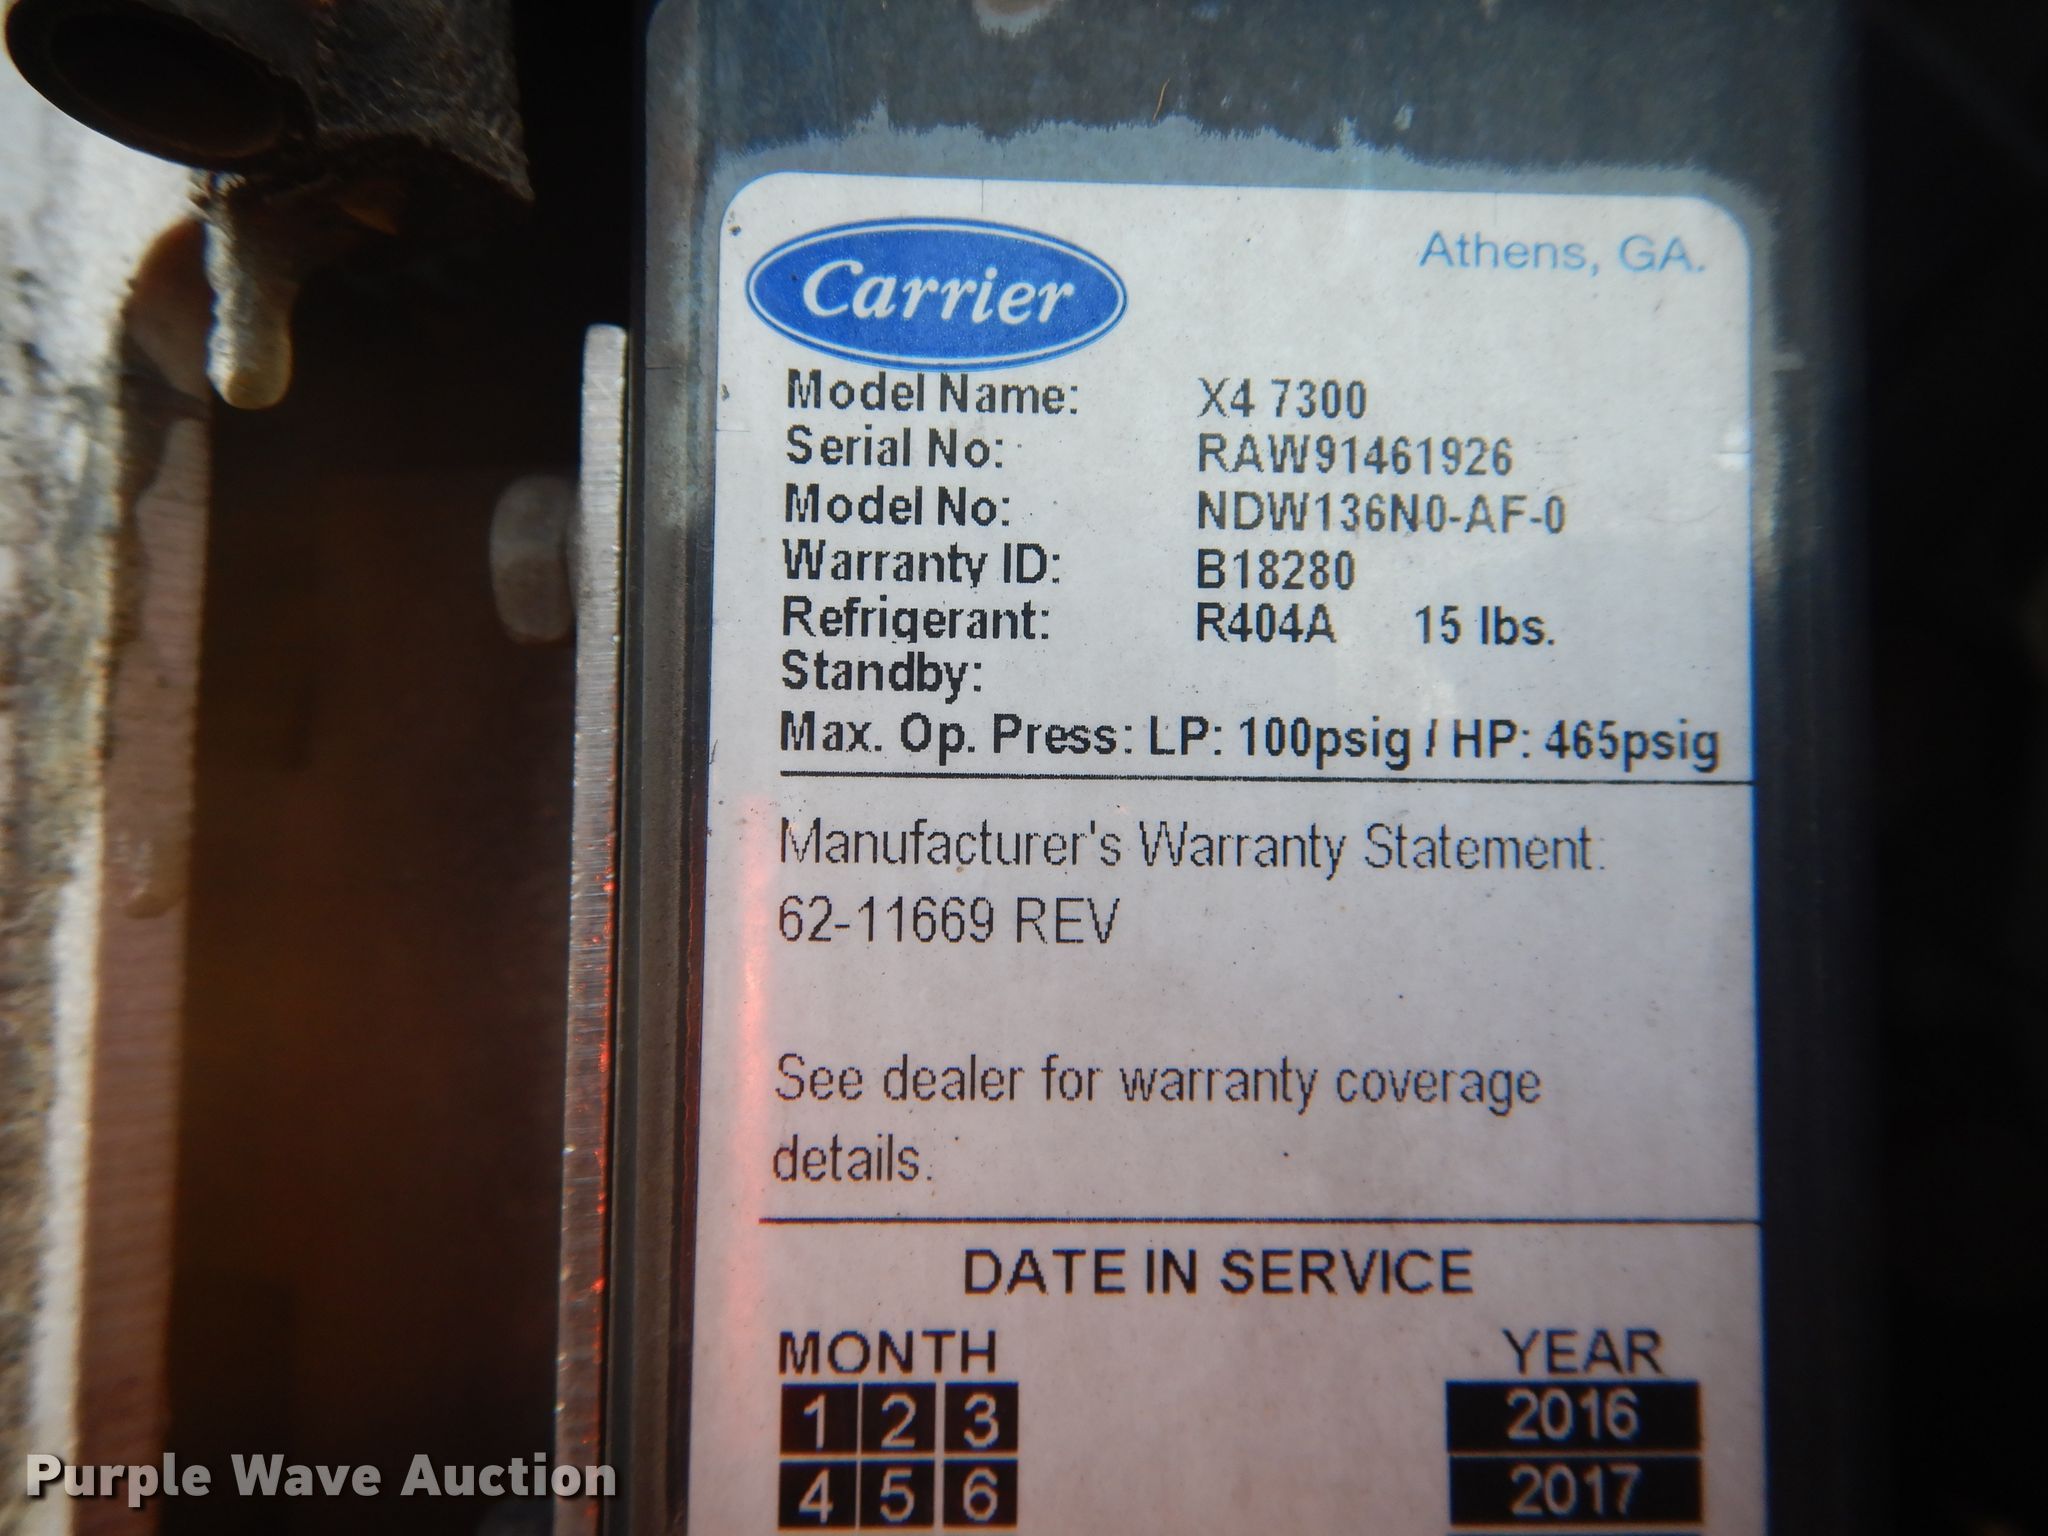 Carrier
Athens, GA.
Model Name: X4 7300
Serial No: RAW91461926
Model No: NDW136N0-AF-0
Warranty ID: B18280
Refrigerant: R404A 15 lbs.
Standby:
Max. Op. Press: LP: 100psig / HP: 465psig
Manufacturer's Warranty Statement:
62-11669 REV
See dealer for warranty coverage
details.
DATE IN SERVICE
MONTH YEAR
1 2 3 2016
4 5 6 2017
Purple Wave Auction